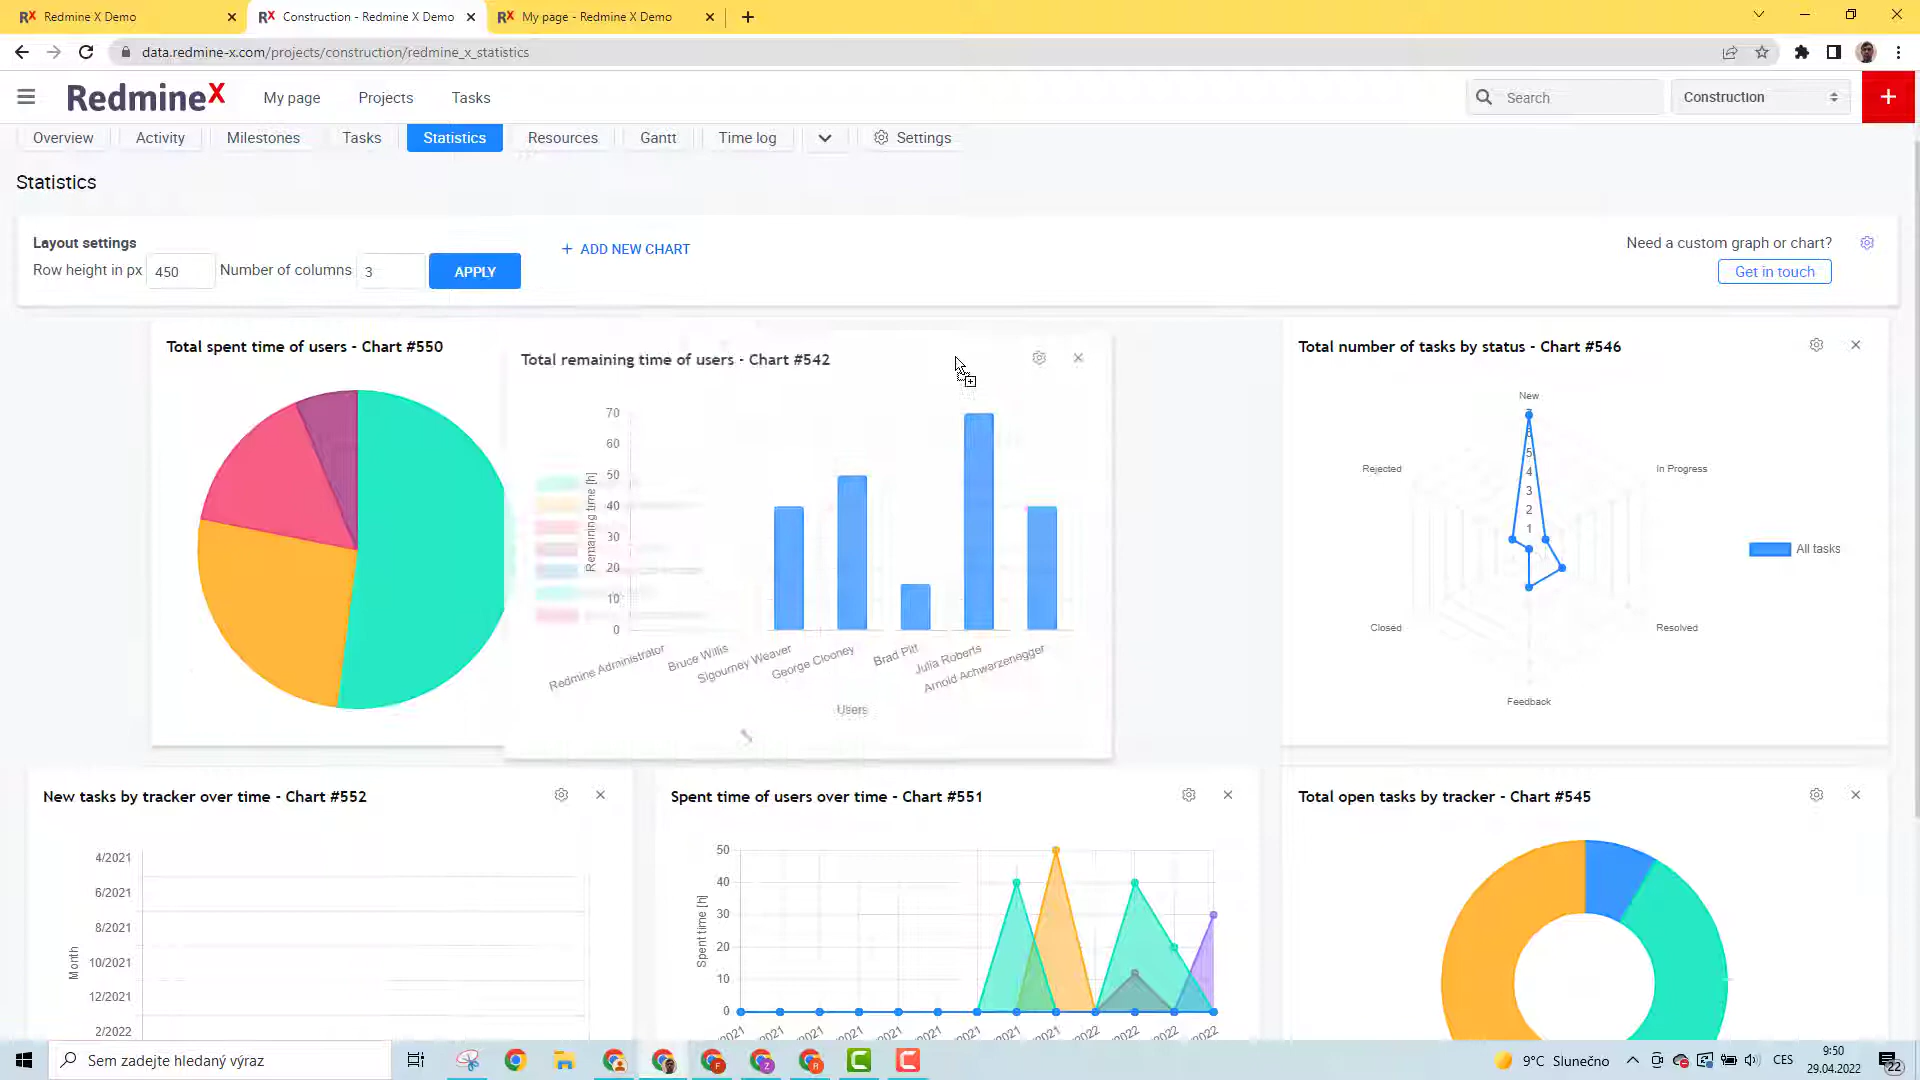 Redmine X Demo
Construction - Redmine X Demo
My page - Redmine X Demo
data.redmine-x.com/projects/construction/redmine_x_statistics
RedmineX
My page
Projects
Tasks
Search
Construction
Overview
Activity
Milestones
Tasks
Statistics
Resources
Gantt
Time log
Settings
Statistics
Layout settings
Row height in px 450 Number of columns 3 APPLY
+ ADD NEW CHART
Need a custom graph or chart?
Get in touch
Total spent time of users - Chart #550
Total remaining time of users - Chart #542
70
60
50
40
30
20
10
0
Remaining time [h]
Redmine Administrator
Bruce Willis
Sigourney Weaver
George Clooney
Brad Pitt
Julia Roberts
Arnold Achwarzenegger
Users
Total number of tasks by status - Chart #546
New
In Progress
Resolved
Feedback
Closed
Rejected
5
4
3
2
1
All tasks
New tasks by tracker over time - Chart #552
4/2021
6/2021
8/2021
10/2021
12/2021
2/2022
Month
Spent time of users over time - Chart #551
50
40
30
20
10
0
Spent time [h]
Total open tasks by tracker - Chart #545
Sem zadejte hledaný výraz
9°C Slunečno
CES
9:50
29.04.2022
22